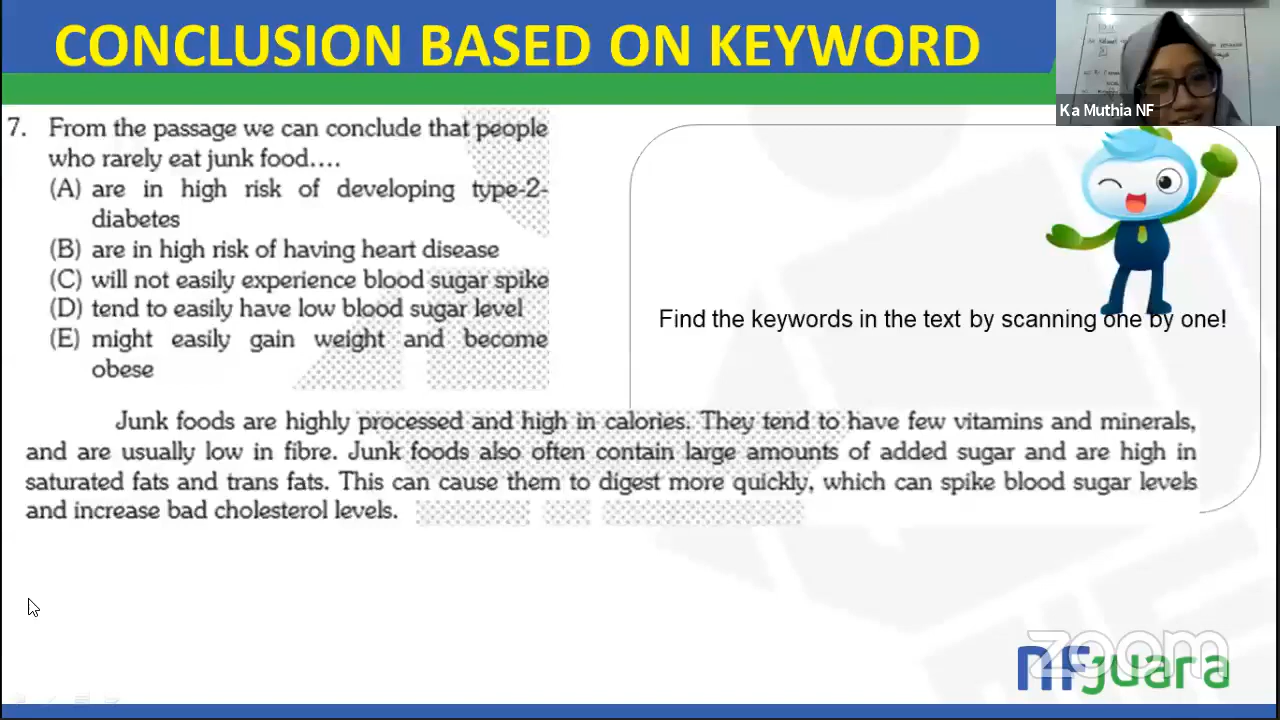 CONCLUSION BASED ON KEYWORD
Ka Muthia NF
7. From the passage we can conclude that people
who rarely eat junk food....
(A) are in high risk of developing type-2-
diabetes
(B) are in high risk of having heart disease
(C) will not easily experience blood sugar spike
(D) tend to easily have low blood sugar level
(E) might easily gain weight and become
obese
Find the keywords in the text by scanning one by one!
Junk foods are highly processed and high in calories. They tend to have few vitamins and minerals,
and are usually low in fibre. Junk foods also often contain large amounts of added sugar and are high in
saturated fats and trans fats. This can cause them to digest more quickly, which can spike blood sugar levels
and increase bad cholesterol levels.
zoom
NFjuara